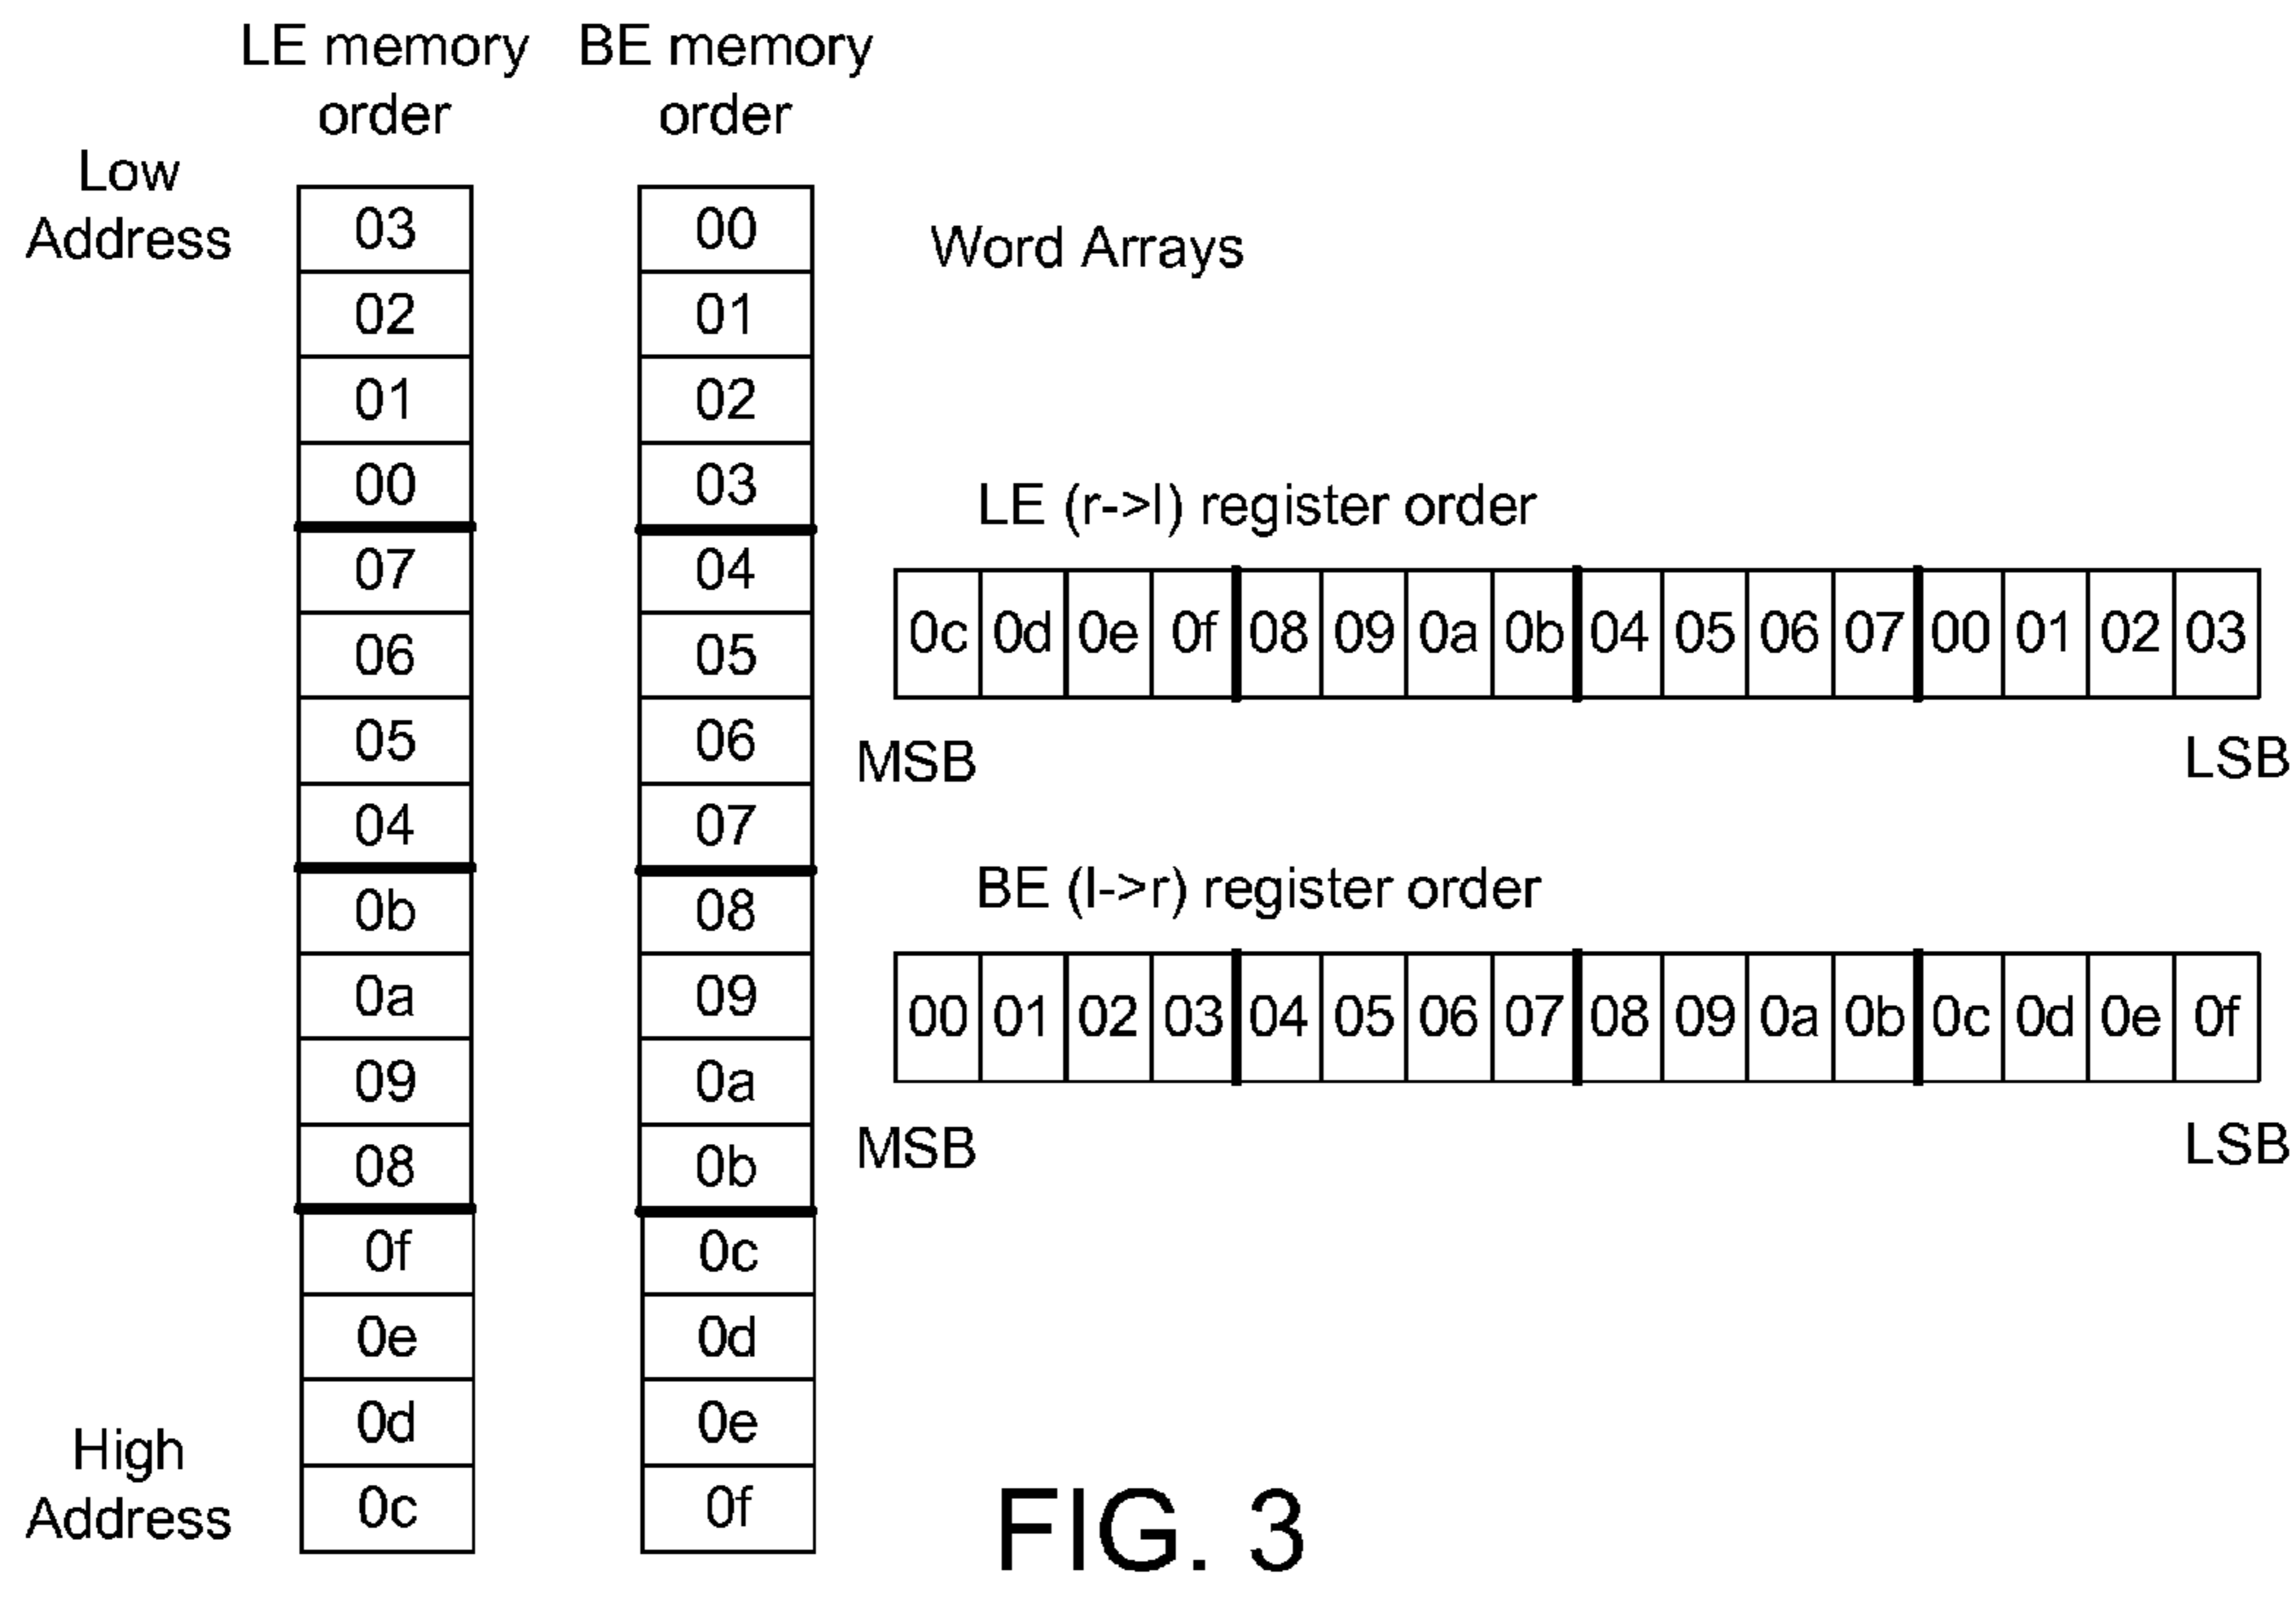 LE memory order
BE memory order
Low Address
03
02
01
00
07
06
05
04
0b
0a
09
08
0f
0e
0d
0c
High Address
00
01
02
03
04
05
06
07
08
09
0a
0b
0c
0d
0e
0f
Word Arrays
LE (r->l) register order
0c 0d 0e 0f 08 09 0a 0b 04 05 06 07 00 01 02 03
MSB LSB
BE (l->r) register order
00 01 02 03 04 05 06 07 08 09 0a 0b 0c 0d 0e 0f
MSB LSB
FIG. 3